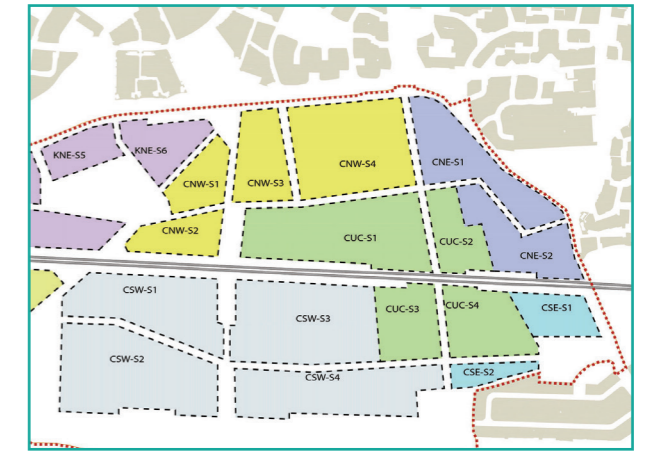 KNE-S5
KNE-S6
CNW-S1
CNW-S3
CNW-S4
CNE-S1
CNW-S2
CUC-S1
CUC-S2
CNE-S2
CSW-S1
CSW-S3
CUC-S3
CUC-S4
CSE-S1
CSW-S2
CSW-S4
CSE-S2